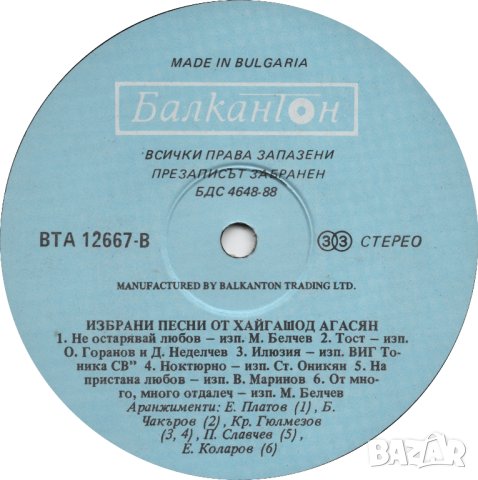 MADE IN BULGARIA
БалканТон
ВСИЧКИ ПРАВА ЗАПАЗЕНИ
ПРЕЗАПИСЪТ ЗАБРАНЕН
БДС 4648-88
ВТА 12667-В
33 СТЕРЕО
MANUFACTURED BY BALKANTON TRADING LTD.
ИЗБРАНИ ПЕСНИ ОТ ХАЙГАШОД АГАСЯН
1. Не остарявай любов — изп. М. Белчев 2. Тост — изп.
О. Горанов и Д. Неделчев 3. Илюзия — изп. ВИГ То-
ника СВ" 4. Ноктюрно — изп. Ст. Оникян 5. На
пристана любов — изп. В. Маринов 6. От мно-
го, много отдалеч — изп. М. Белчев
Аранжименти: Е. Платов (1), Б.
Чакъров (2), Кр. Гюлмезов
(3, 4), П. Славчев (5),
Е. Коларов (6)
BAZAR.bg